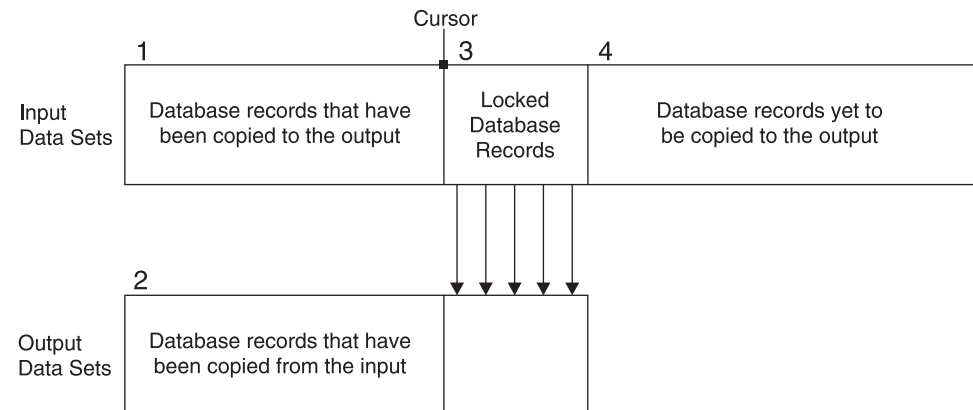 Cursor
1
3
4
Input
Data Sets
Database records that have
been copied to the output
Locked
Database
Records
Database records yet to
be copied to the output
2
Output
Data Sets
Database records that have
been copied from the input